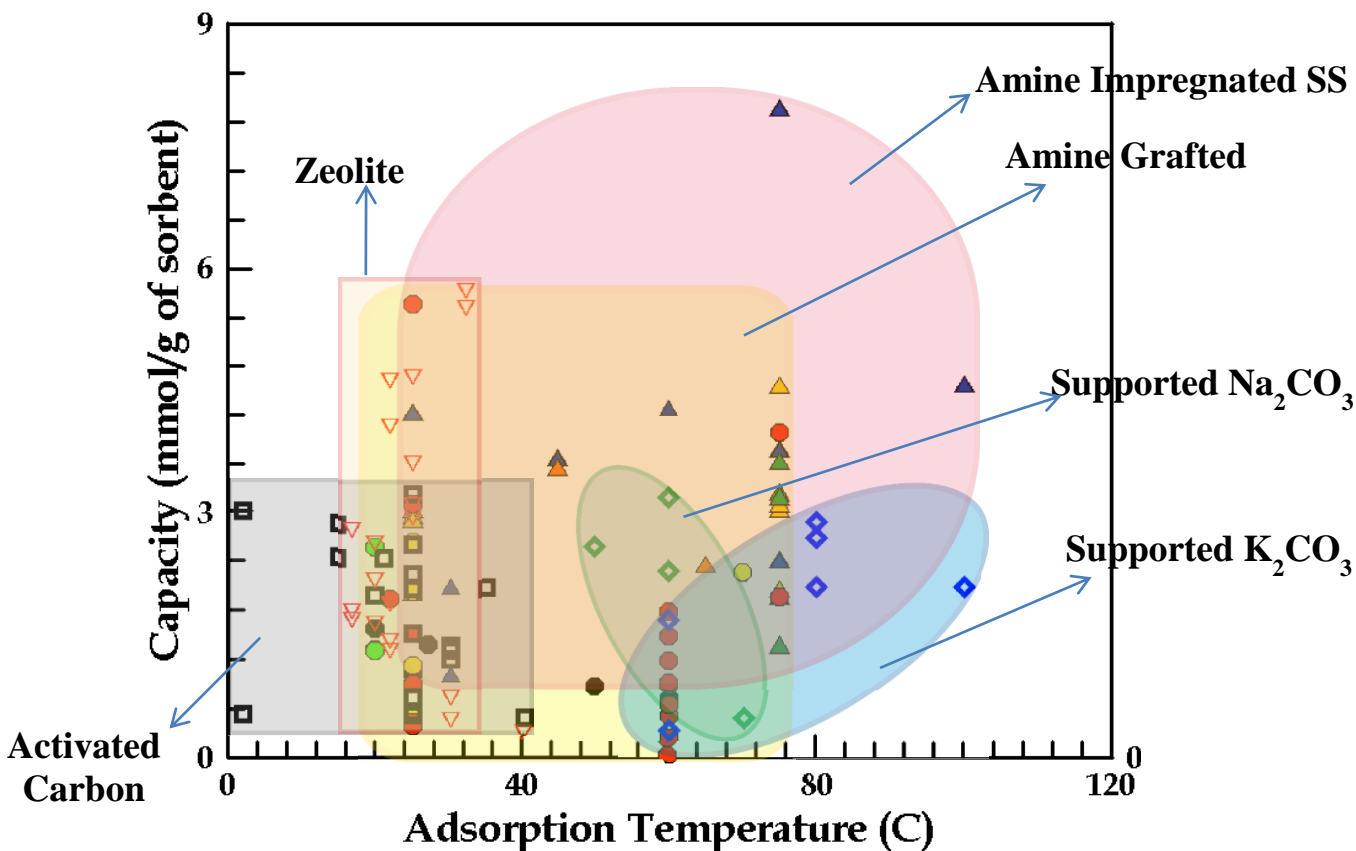 9
Amine Impregnated SS
Amine Grafted
Zeolite
6
Supported Na₂CO₃
3
Supported K₂CO₃
Capacity (mmol/g of sorbent)
Activated
Carbon
0
0
0
40
80
120
Adsorption Temperature (C)